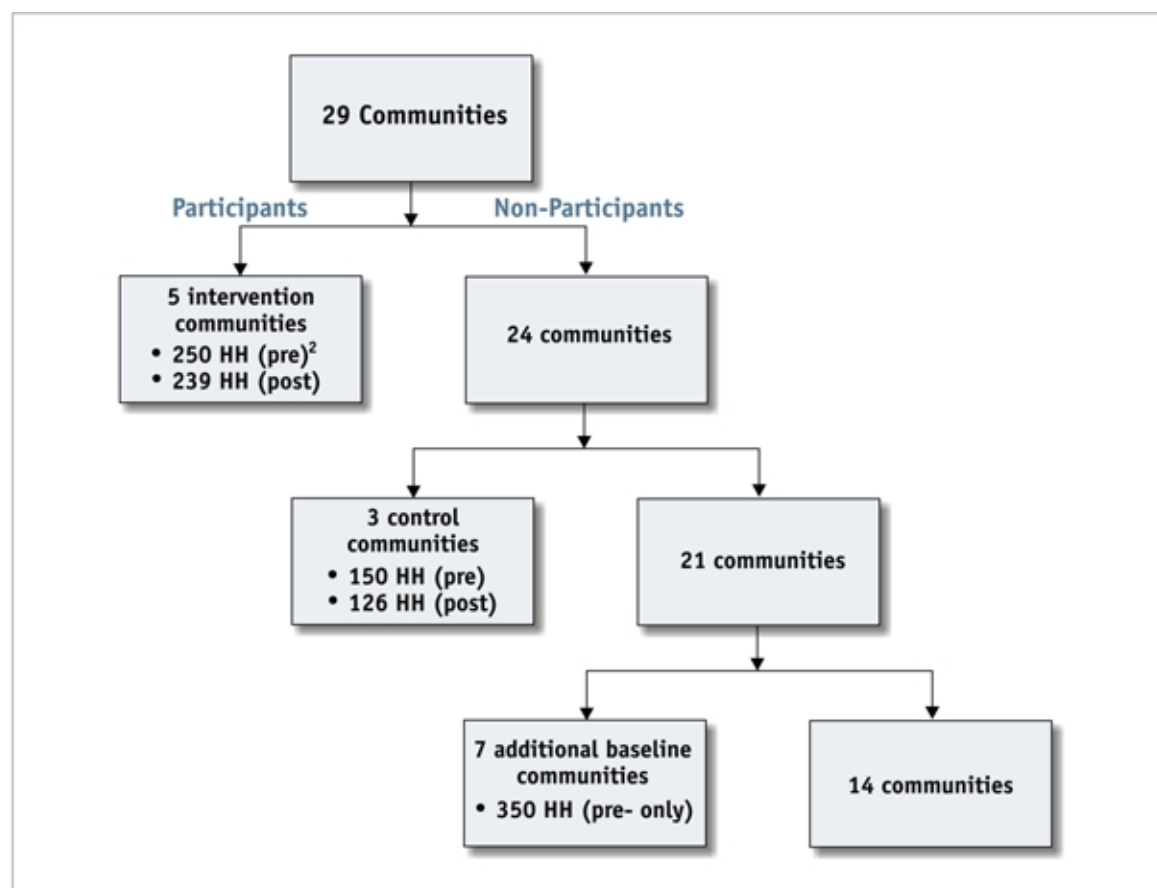 29 Communities
Participants
Non-Participants
5 intervention
communities
• 250 HH (pre)²
• 239 HH (post)
24 communities
3 control
communities
• 150 HH (pre)
• 126 HH (post)
21 communities
7 additional baseline
communities
• 350 HH (pre- only)
14 communities